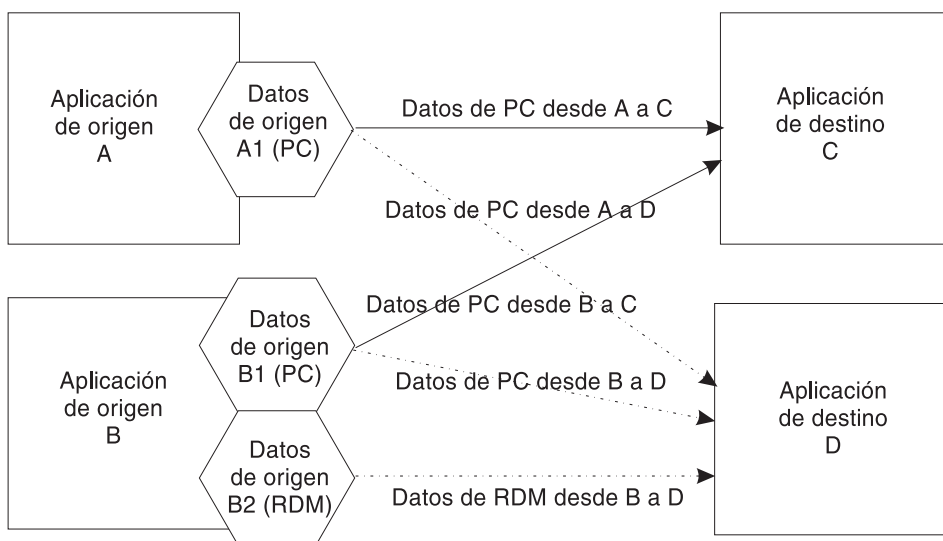 Aplicación
de origen
A
Datos
de origen
A1 (PC)
Datos de PC desde A a C
Aplicación
de destino
C
Datos de PC desde A a D
Datos de PC desde B a C
Aplicación
de origen
B
Datos
de origen
B1 (PC)
Datos de PC desde B a D
Aplicación
de destino
D
Datos
de origen
B2 (RDM)
Datos de RDM desde B a D